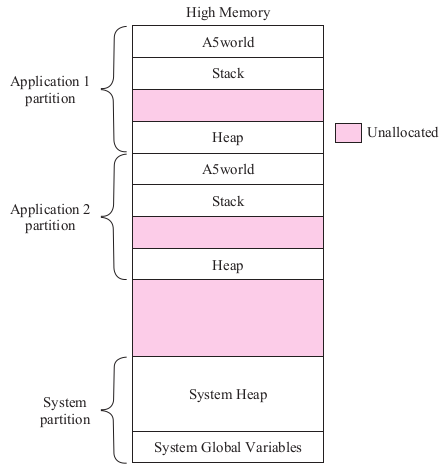 High Memory
A5world
Stack
Application 1
partition
Heap
Unallocated
A5world
Stack
Application 2
partition
Heap
System Heap
System
partition
System Global Variables